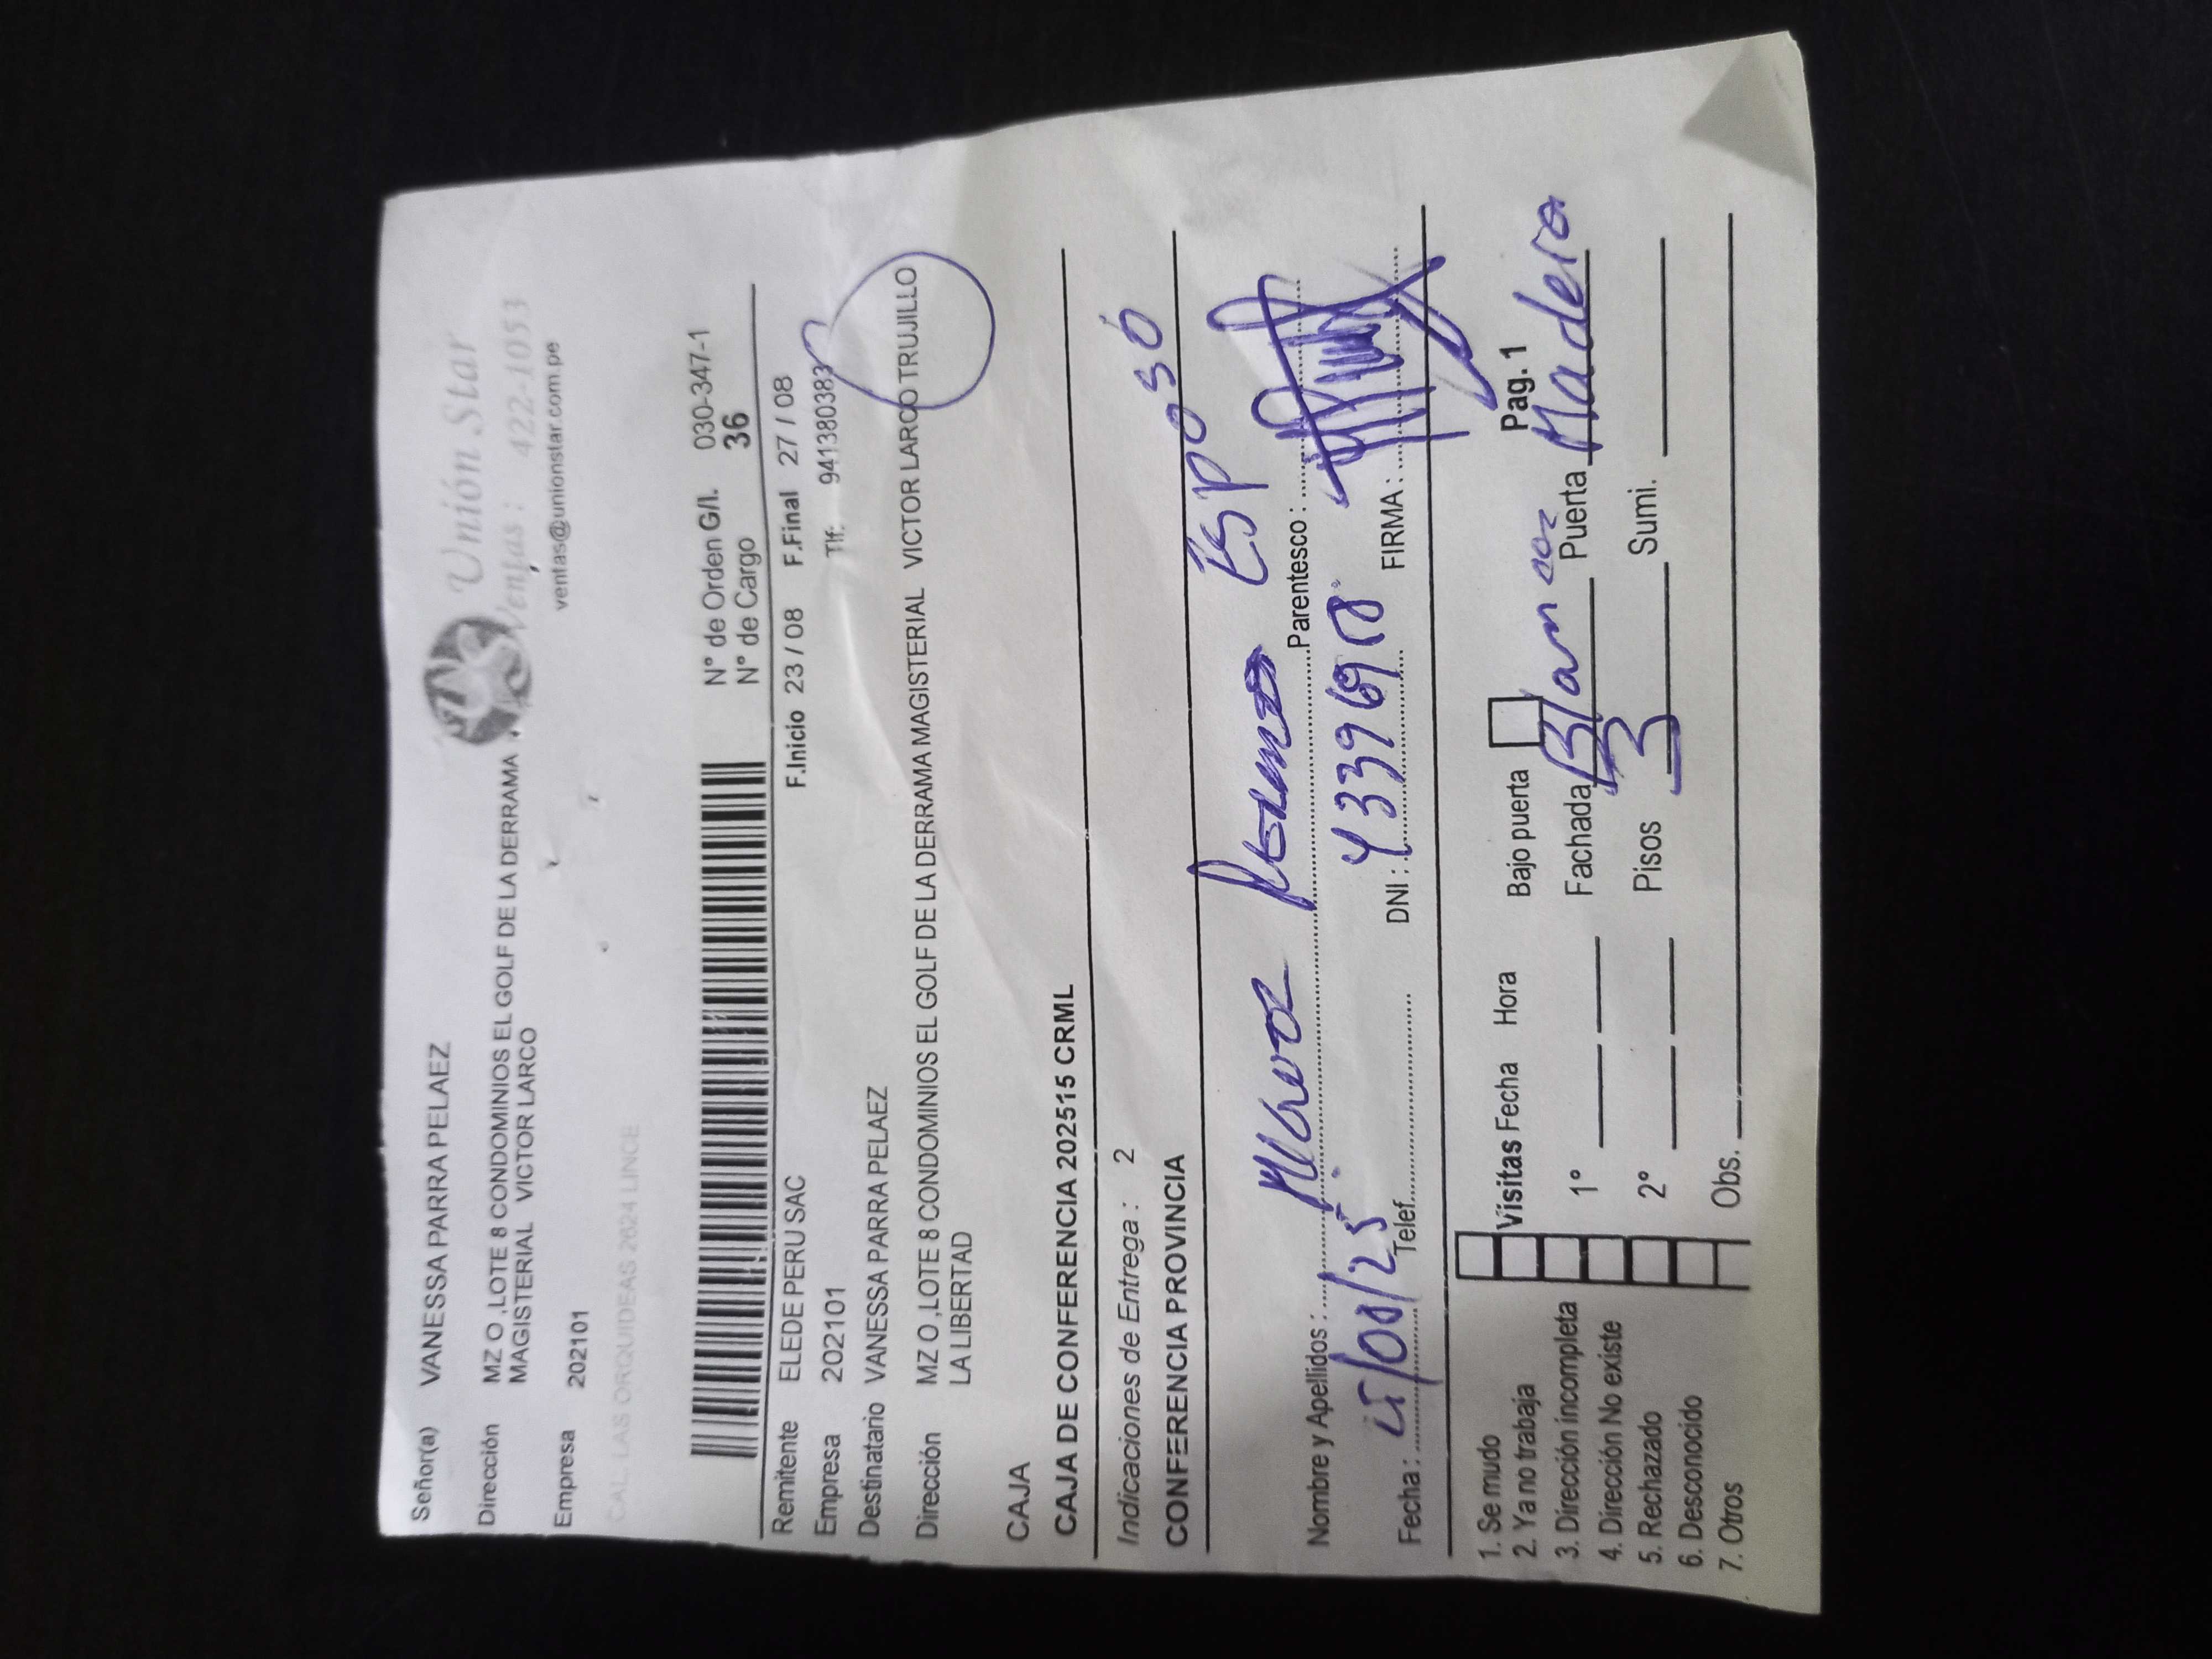 Señor(a) VANESSA PARRA PELAEZ
Unión Star
Dirección MZ O ,LOTE 8 CONDOMINIOS EL GOLF DE LA DERRAMA
MAGISTERIAL VICTOR LARCO
Ventas : 422-1053
ventas@unionstar.com.pe
Empresa 202101
CAL. LAS ORQUIDEAS 2624 LINCE
N° de Orden G/I. 030-347-1
N° de Cargo 36
Remitente ELEDE PERU SAC F.Inicio 23 / 08 F.Final 27 / 08
Empresa 202101 Tlf: 941380383
Destinatario VANESSA PARRA PELAEZ
Dirección MZ O ,LOTE 8 CONDOMINIOS EL GOLF DE LA DERRAMA MAGISTERIAL VICTOR LARCO TRUJILLO
LA LIBERTAD
CAJA
CAJA DE CONFERENCIA 202515 CRML
Indicaciones de Entrega : 2
CONFERENCIA PROVINCIA
Nombre y Apellidos : Parentesco : Esposo
Fecha : /08/25 Telef. DNI : FIRMA :
1. Se mudo
2. Ya no trabaja
3. Dirección incompleta
4. Dirección No existe
5. Rechazado
6. Desconocido
7. Otros
Visitas Fecha Hora Bajo puerta Pag. 1
1° Fachada Blanco Puerta Madera
2° Pisos 3 Sumi.
Obs.